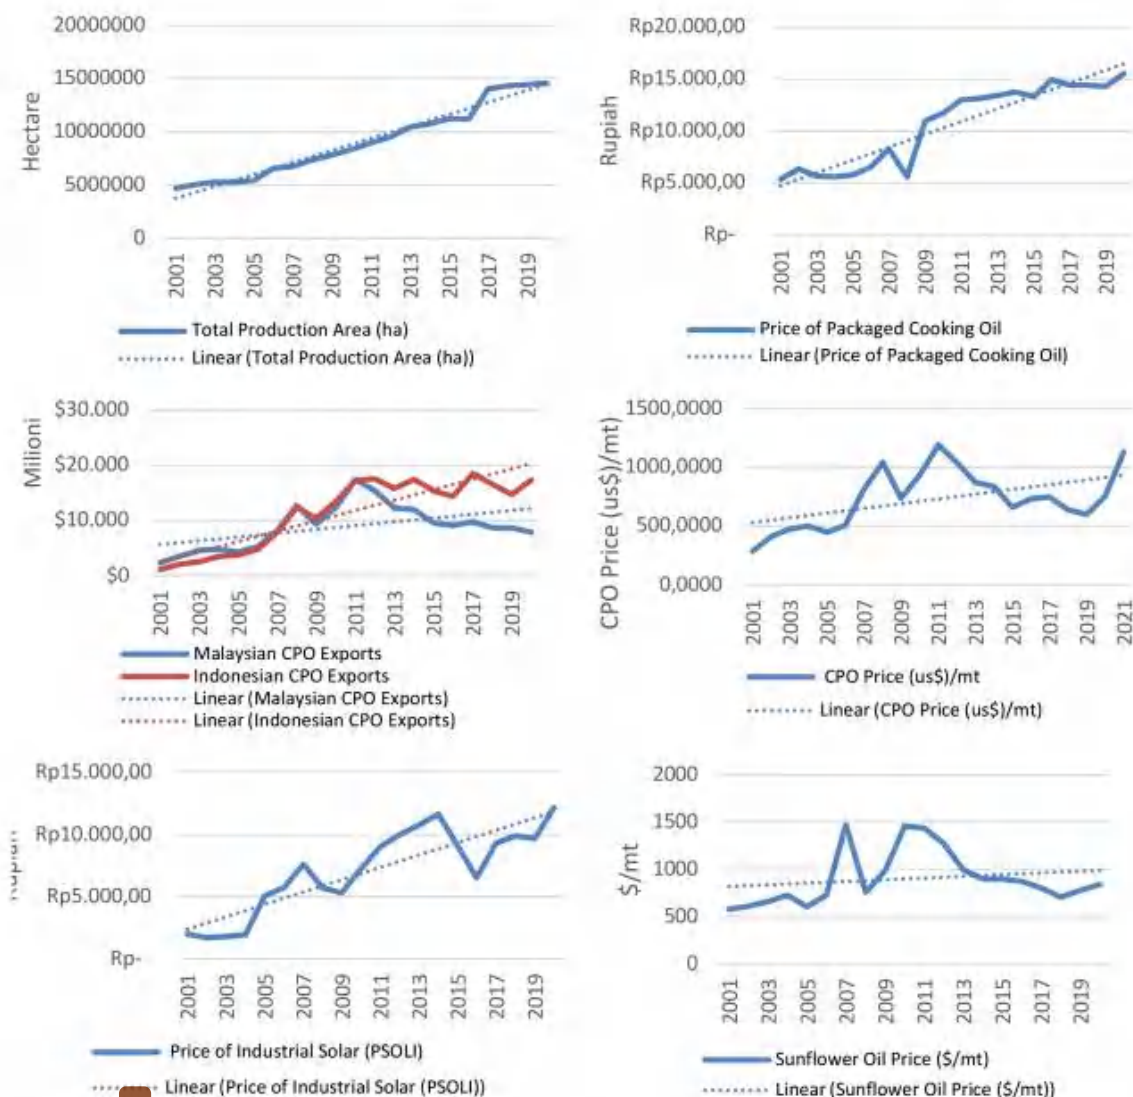 20000000
15000000
10000000
5000000
0
Hectare
2001
2003
2005
2007
2009
2011
2013
2015
2017
2019
Total Production Area (ha)
Linear (Total Production Area (ha))
Rp20.000,00
Rp15.000,00
Rp10.000,00
Rp5.000,00
Rp-
Rupiah
2001
2003
2005
2007
2009
2011
2013
2015
2017
2019
Price of Packaged Cooking Oil
Linear (Price of Packaged Cooking Oil)
$30.000
$20.000
$10.000
$0
Milioni
2001
2003
2005
2007
2009
2011
2013
2015
2017
2019
Malaysian CPO Exports
Indonesian CPO Exports
Linear (Malaysian CPO Exports)
Linear (Indonesian CPO Exports)
1500,0000
1000,0000
500,0000
0,0000
CPO Price (us$)/mt)
2001
2003
2005
2007
2009
2011
2013
2015
2017
2019
2021
CPO Price (us$)/mt
Linear (CPO Price (us$)/mt)
Rp15.000,00
Rp10.000,00
Rp5.000,00
Rp-
2001
2003
2005
2007
2009
2011
2013
2015
2017
2019
Price of Industrial Solar (PSOLI)
Linear (Price of Industrial Solar (PSOLI))
2000
1500
1000
500
0
$/mt
2001
2003
2005
2007
2009
2011
2013
2015
2017
2019
Sunflower Oil Price ($/mt)
Linear (Sunflower Oil Price ($/mt))